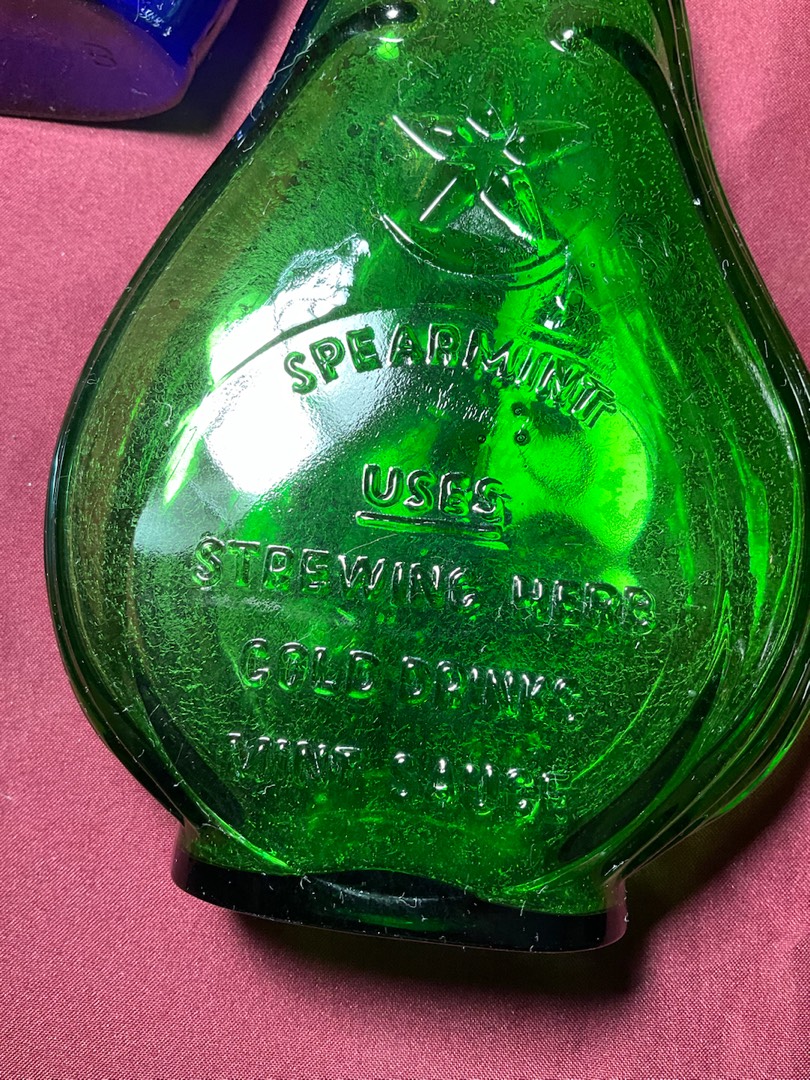 SPEARMINT
USES
STREWING HERB
COLD DRINKS
MINT SAUCE